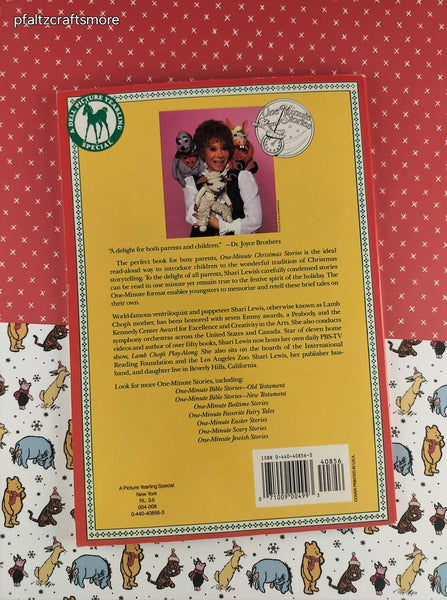 pfaltzcraftsmore
A DELL PICTURE YEARLING
SPECIAL
One Minute
Stories
"A delight for both parents and children." —Dr. Joyce Brothers
The perfect book for busy parents, One-Minute Christmas Stories is the ideal
read-aloud way to introduce children to the wonderful tradition of Christmas
storytelling. To the delight of all parents, Shari Lewis's carefully condensed stories
can be read in one minute yet remain true to the festive spirit of the holiday. The
One-Minute format enables youngsters to memorize and retell these brief tales on
their own.
World-famous ventriloquist and puppeteer Shari Lewis, otherwise known as Lamb
Chop's mother, has been honored with seven Emmy awards, a Peabody, and the
Kennedy Center Award for Excellence and Creativity in the Arts. She also conducts
symphony orchestras across the United States and Canada. Star of eleven home
videos and author of over fifty books, Shari Lewis now hosts her own daily PBS-TV
show, Lamb Chop's Play-Along. She also sits on the boards of the International
Reading Foundation and the Los Angeles Zoo. Shari Lewis, her publisher hus-
band, and daughter live in Beverly Hills, California.
Look for more One-Minute Stories, including:
One-Minute Bible Stories—Old Testament
One-Minute Bible Stories—New Testament
One-Minute Bedtime Stories
One-Minute Favorite Fairy Tales
One-Minute Easter Stories
One-Minute Scary Stories
One-Minute Jewish Stories
ISBN 0-440-40856-3
40856
0 71009 00499 3
COVER PRINTED IN U.S.A.
A Picture Yearling Special
New York
RL: 3.5
004-008
0-440-40856-3